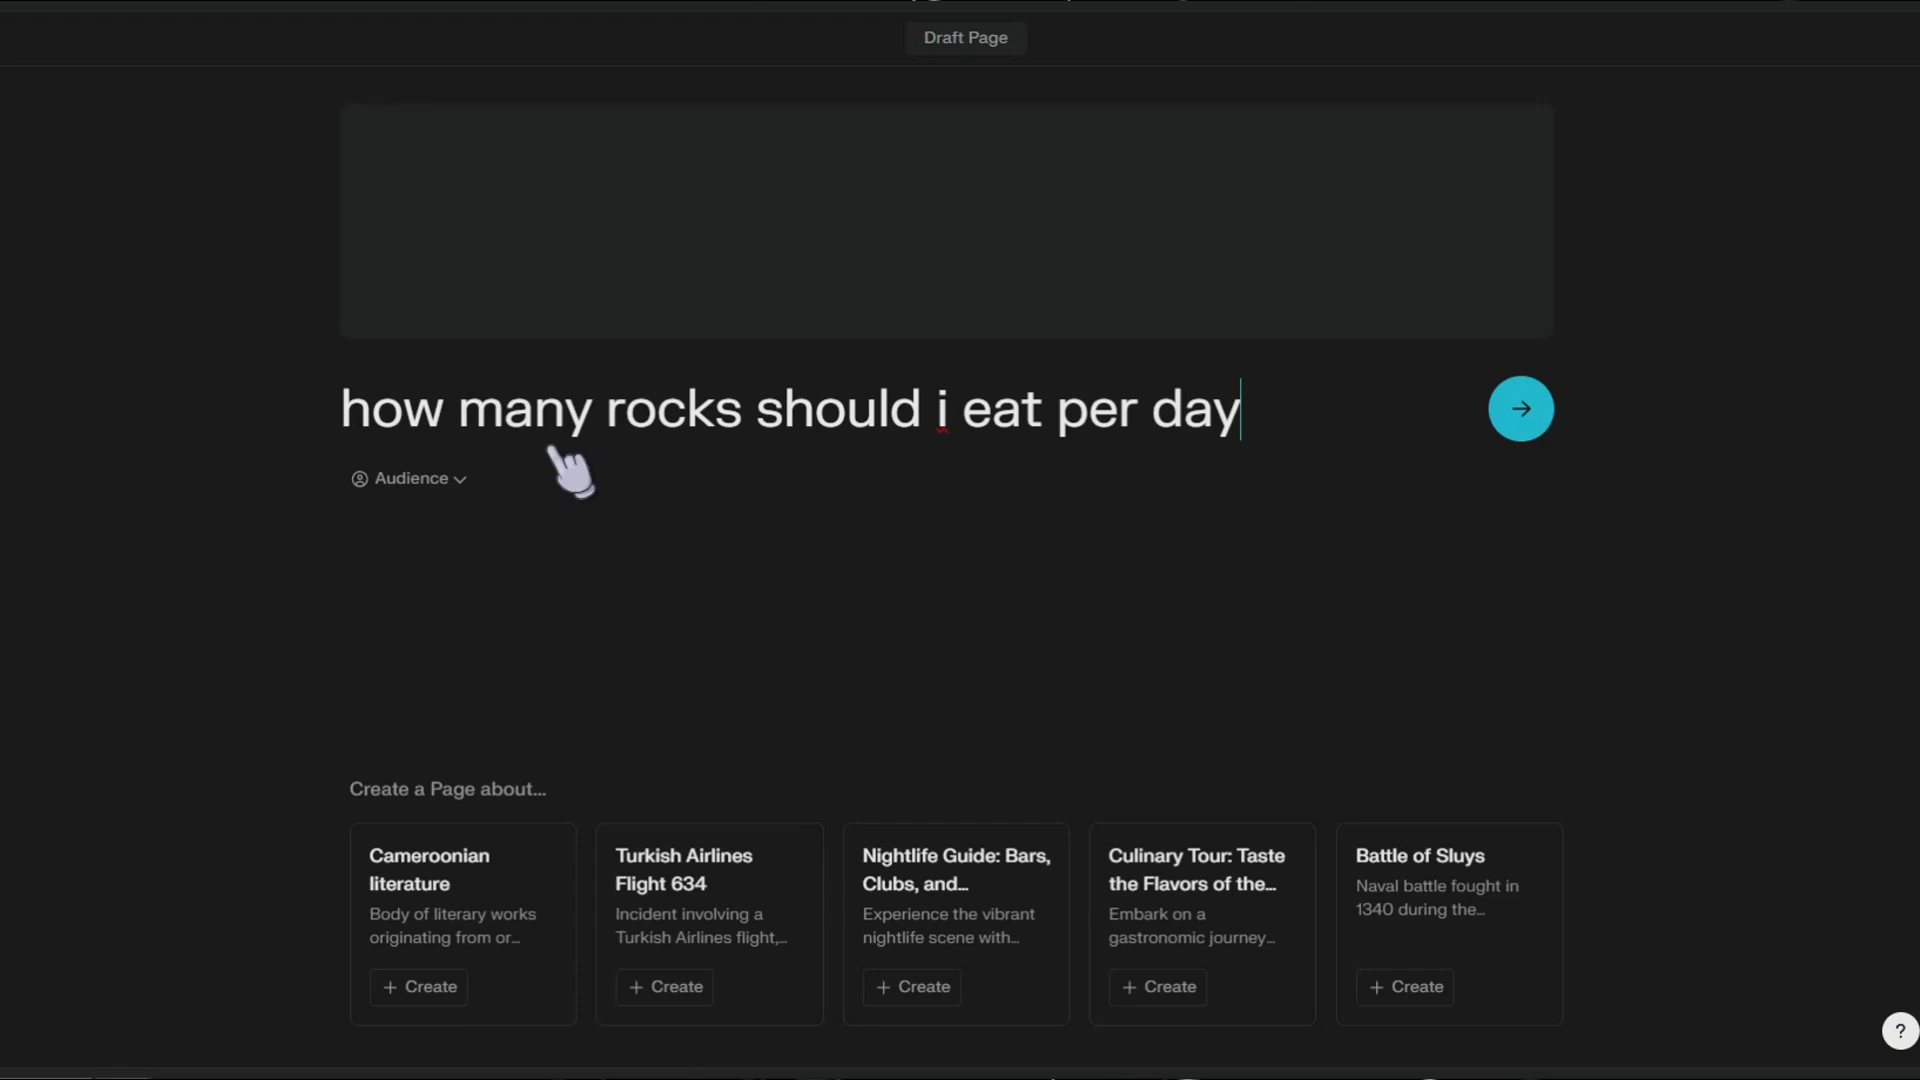 Draft Page
how many rocks should i eat per day
Audience
Create a Page about...
Cameroonian
literature
Body of literary works
originating from or...
+ Create
Turkish Airlines
Flight 634
Incident involving a
Turkish Airlines flight,...
+ Create
Nightlife Guide: Bars,
Clubs, and...
Experience the vibrant
nightlife scene with...
+ Create
Culinary Tour: Taste
the Flavors of the...
Embark on a
gastronomic journey...
+ Create
Battle of Sluys
Naval battle fought in
1340 during the...
+ Create
?